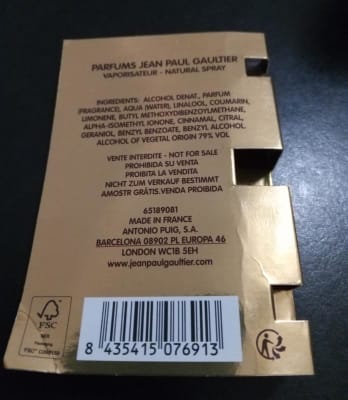 PARFUMS JEAN PAUL GAULTIER
VAPORISATEUR - NATURAL SPRAY
INGREDIENTS: ALCOHOL DENAT., PARFUM
(FRAGRANCE), AQUA (WATER), LINALOOL, COUMARIN,
LIMONENE, BUTYL METHOXYDIBENZOYLMETHANE,
ALPHA-ISOMETHYL IONONE, CINNAMAL, CITRAL,
GERANIOL, BENZYL BENZOATE, BENZYL ALCOHOL.
ALCOHOL OF VEGETAL ORIGIN 79% VOL
VENTE INTERDITE - NOT FOR SALE
PROHIBIDA SU VENTA
PROIBITA LA VENDITA
NICHT ZUM VERKAUF BESTIMMT
AMOSTR GRÁTIS.VENDA PROIBIDA
65189081
MADE IN FRANCE
ANTONIO PUIG, S.A.
BARCELONA 08902 PL EUROPA 46
LONDON WC1B 5EH
www.jeanpaulgaultier.com
FSC
MIX
Packaging
8 435415 076913